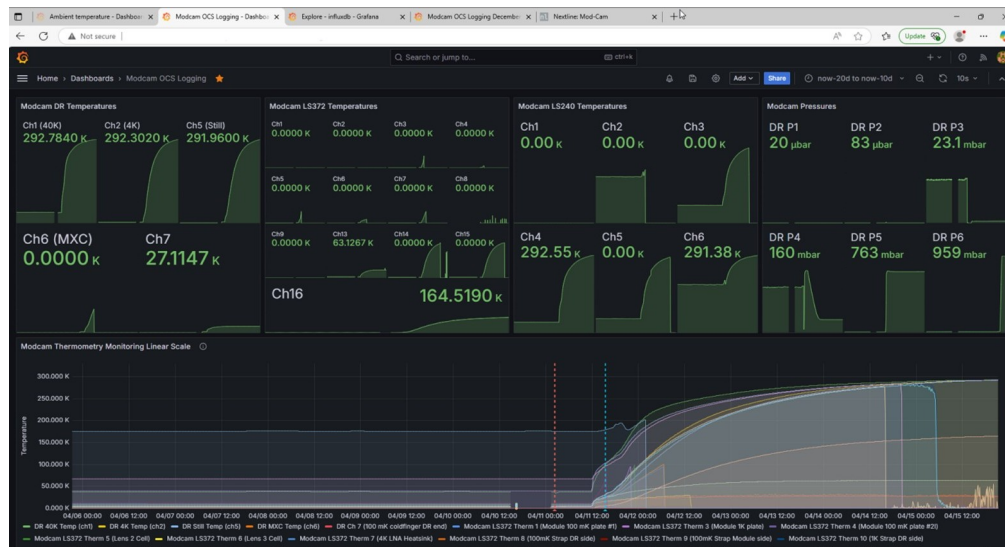 Ambient temperature - Dashboar
Modcam OCS Logging - Dashbo
Explore - influxdb - Grafana
Modcam OCS Logging December
Nextline: Mod-Cam
Not secure
Update
Search or jump to...
ctrl+k
Home › Dashboards › Modcam OCS Logging
Add
Share
now-20d to now-10d
10s
Modcam DR Temperatures
Ch1 (40K)
292.7840 K
Ch2 (4K)
292.3020 K
Ch5 (Still)
291.9600 K
Ch6 (MXC)
0.0000 K
Ch7
27.1147 K
Modcam LS372 Temperatures
Ch1
0.0000 K
Ch2
0.0000 K
Ch3
0.0000 K
Ch4
0.0000 K
Ch5
0.0000 K
Ch6
0.0000 K
Ch7
0.0000 K
Ch8
0.0000 K
Ch9
0.0000 K
Ch13
63.1267 K
Ch14
0.0000 K
Ch15
0.0000 K
Ch16
164.5190 K
Modcam LS240 Temperatures
Ch1
0.00 K
Ch2
0.00 K
Ch3
0.00 K
Ch4
292.55 K
Ch5
0.00 K
Ch6
291.38 K
Modcam Pressures
DR P1
20 µbar
DR P2
83 µbar
DR P3
23.1 mbar
DR P4
160 mbar
DR P5
763 mbar
DR P6
959 mbar
Modcam Thermometry Monitoring Linear Scale
Temperature
300.000 K
250.000 K
200.000 K
150.000 K
100.000 K
50.000 K
0.000 K
04/06 00:00 04/06 12:00 04/07 00:00 04/07 12:00 04/08 00:00 04/08 12:00 04/09 00:00 04/09 12:00 04/10 00:00 04/10 12:00 04/11 00:00 04/11 12:00 04/12 00:00 04/12 12:00 04/13 00:00 04/13 12:00 04/14 00:00 04/14 12:00 04/15 00:00 04/15 12:00
DR 40K Temp (ch1) DR 4K Temp (ch2) DR Still Temp (ch5) DR MXC Temp (ch6) DR Ch 7 (100 mK coldfinger DR end) Modcam LS372 Therm 1 (Module 100 mK plate #1) Modcam LS372 Therm 3 (Module 1K plate) Modcam LS372 Therm 4 (Module 100 mK plate #2)
Modcam LS372 Therm 5 (Lens 2 Cell) Modcam LS372 Therm 6 (Lens 3 Cell) Modcam LS372 Therm 7 (4K LNA Heatsink) Modcam LS372 Therm 8 (100mK Strap DR side) Modcam LS372 Therm 9 (100mK Strap Module side) Modcam LS372 Therm 10 (1K Strap DR side)